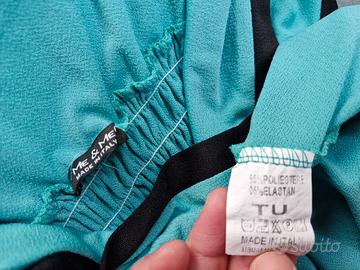 ME & ME
MADE IN ITALY
95% POLIESTERE
05% ELASTAN
TU
MADE IN ITALY
subito